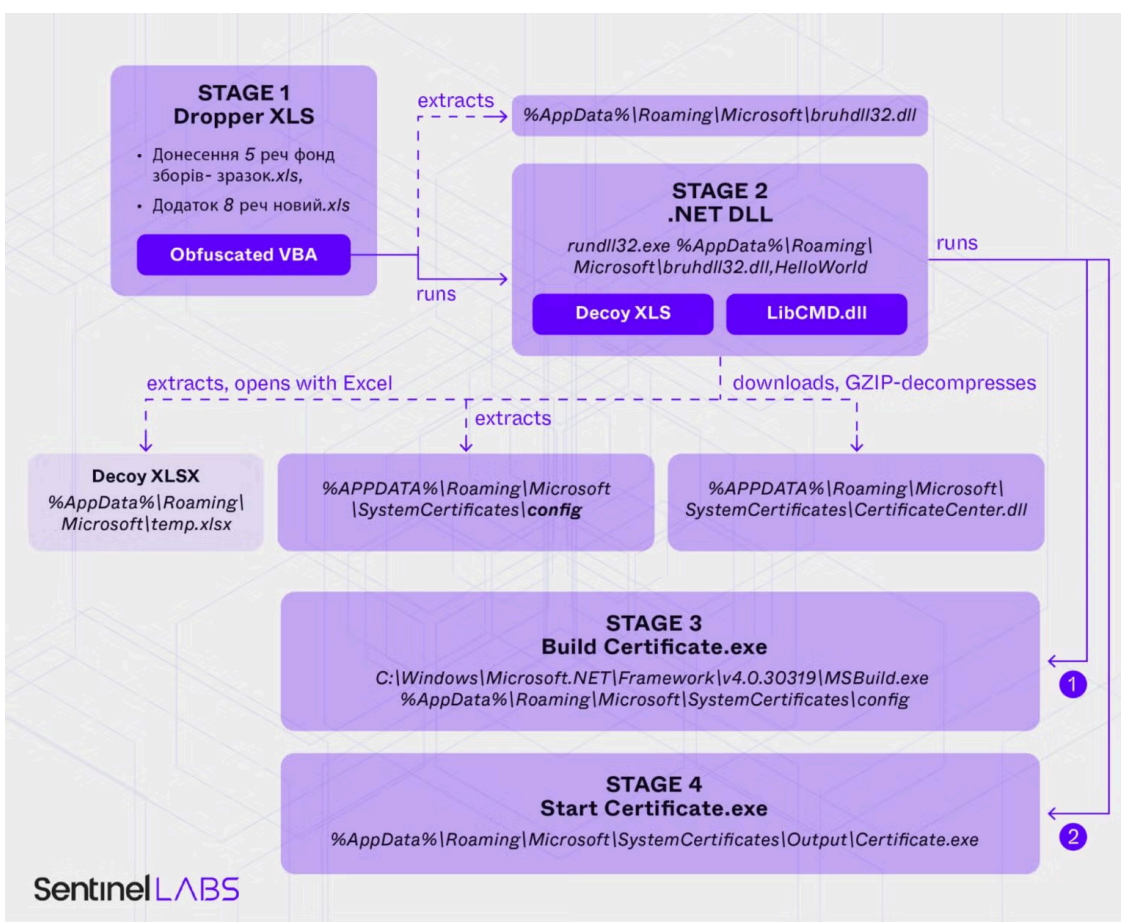 STAGE 1
Dropper XLS
• Донесення 5 реч фонд
зборів- зразок.xls,
• Додаток 8 реч новий.xls
Obfuscated VBA
extracts
%AppData%\Roaming\Microsoft\bruhdll32.dll
runs
STAGE 2
.NET DLL
rundll32.exe %AppData%\Roaming\
Microsoft\bruhdll32.dll,HelloWorld
Decoy XLS
LibCMD.dll
runs
extracts, opens with Excel
extracts
downloads, GZIP-decompresses
Decoy XLSX
%AppData%\Roaming\
Microsoft\temp.xlsx
%APPDATA%\Roaming\Microsoft
\SystemCertificates\config
%APPDATA%\Roaming\Microsoft\
SystemCertificates\CertificateCenter.dll
STAGE 3
Build Certificate.exe
C:\Windows\Microsoft.NET\Framework\v4.0.30319\MSBuild.exe
%AppData%\Roaming\Microsoft\SystemCertificates\config
1
STAGE 4
Start Certificate.exe
%AppData%\Roaming\Microsoft\SystemCertificates\Output\Certificate.exe
2
SentinelLABS